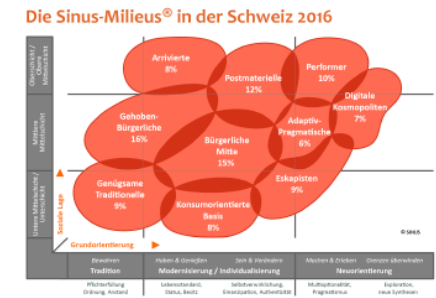 Die Sinus-Milieus® in der Schweiz 2016
Oberschicht /
Obere
Mittelschicht
Mittlere
Mittelschicht
Untere Mittelschicht /
Unterschicht
Soziale Lage
Arrivierte
8%
Postmaterielle
12%
Performer
10%
Digitale
Kosmopoliten
7%
Gehoben-
Bürgerliche
16%
Bürgerliche
Mitte
15%
Adaptiv-
Pragmatische
6%
Genügsame
Traditionelle
9%
Konsumorientierte
Basis
8%
Eskapisten
9%
© SINUS
Grundorientierung
Bewahren
Haben & Genießen
Sein & Verändern
Machen & Erleben
Grenzen überwinden
Tradition
Modernisierung / Individualisierung
Neuorientierung
Pflichterfüllung
Ordnung, Anstand
Lebensstandard,
Status, Besitz
Selbstverwirklichung,
Emanzipation, Authentizität
Multioptionalität,
Pragmatismus
Exploration,
neue Synthesen